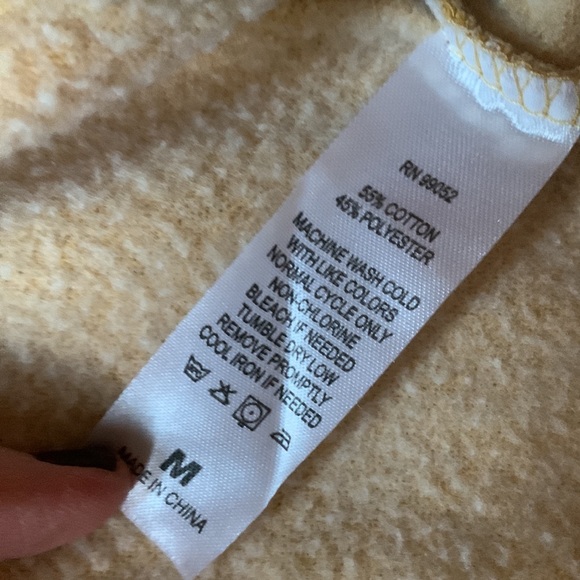 RN 99052
55% COTTON
45% POLYESTER
MACHINE WASH COLD
WITH LIKE COLORS
NORMAL CYCLE ONLY
NON-CHLORINE
BLEACH IF NEEDED
TUMBLE DRY LOW
REMOVE PROMPTLY
COOL IRON IF NEEDED
M
MADE IN CHINA